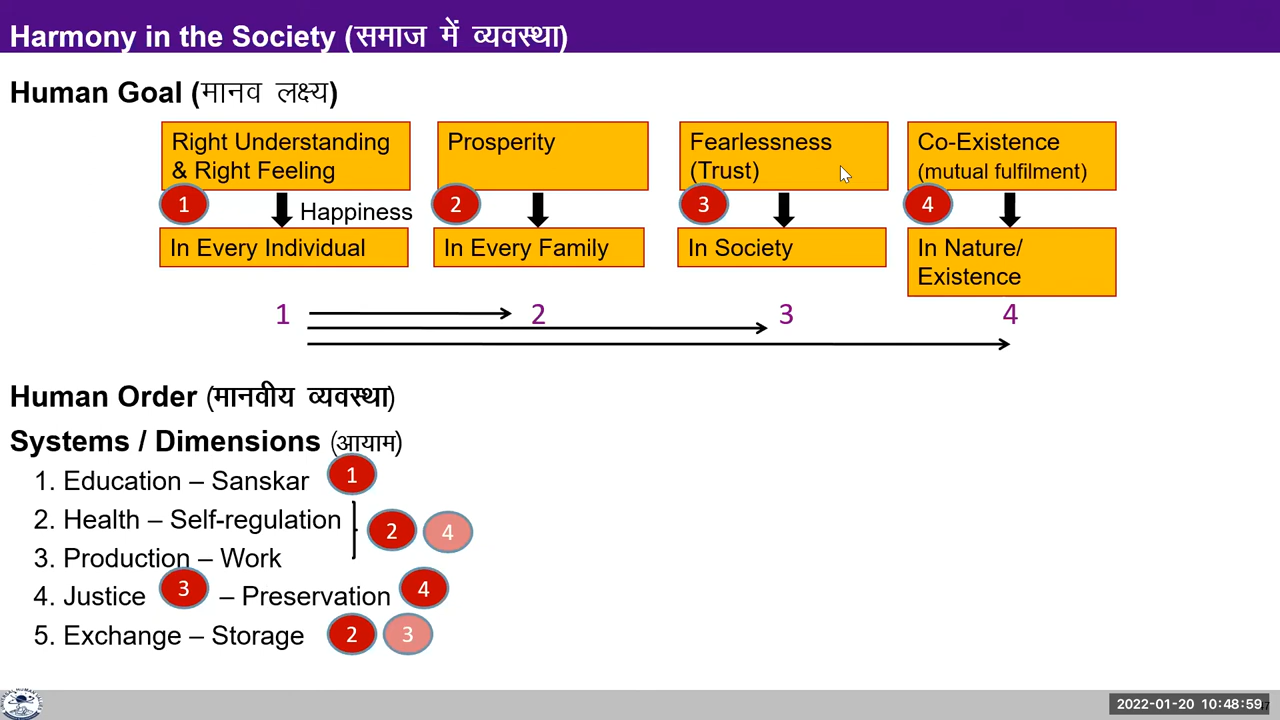 Harmony in the Society (समाज में व्यवस्था)
Human Goal (मानव लक्ष्य)
Right Understanding
& Right Feeling
Prosperity
Fearlessness
(Trust)
Co-Existence
(mutual fulfilment)
1
Happiness
2
3
4
In Every Individual
In Every Family
In Society
In Nature/
Existence
1
2
3
4
Human Order (मानवीय व्यवस्था)
Systems / Dimensions (आयाम)
1. Education – Sanskar 1
2. Health – Self-regulation
2 4
3. Production – Work
4. Justice 3 – Preservation 4
5. Exchange – Storage 2 3
2022-01-20 10:48:59